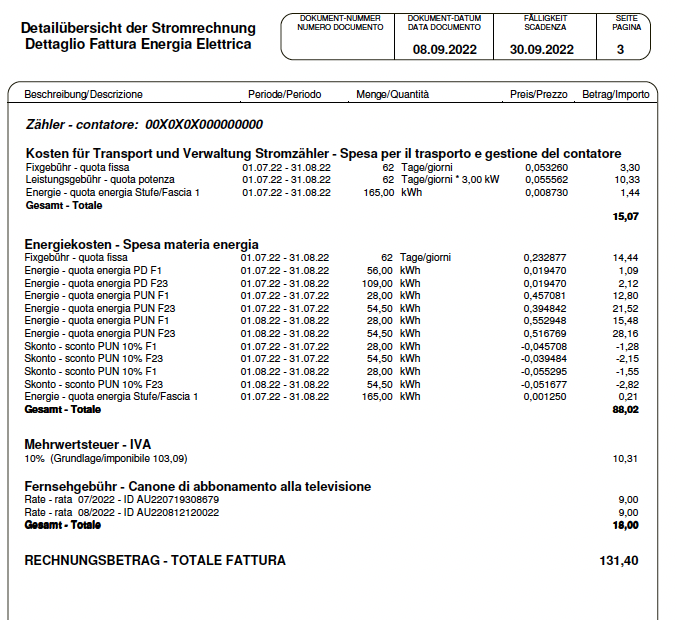 Detailübersicht der Stromrechnung
Dettaglio Fattura Energia Elettrica
DOKUMENT-NUMMER DOKUMENT-DATUM FÄLLIGKEIT SEITE
NUMERO DOCUMENTO DATA DOCUMENTO SCADENZA PAGINA
08.09.2022 30.09.2022 3
Beschreibung/Descrizione Periode/Periodo Menge/Quantità Preis/Prezzo Betrag/Importo
Zähler - contatore: 00X0X0X000000000
Kosten für Transport und Verwaltung Stromzähler - Spesa per il trasporto e gestione del contatore
Fixgebühr - quota fissa 01.07.22 - 31.08.22 62 Tage/giorni 0,053260 3,30
Leistungsgebühr - quota potenza 01.07.22 - 31.08.22 62 Tage/giorni * 3,00 kW 0,055562 10,33
Energie - quota energia Stufe/Fascia 1 01.07.22 - 31.08.22 165,00 kWh 0,008730 1,44
Gesamt - Totale
15,07
Energiekosten - Spesa materia energia
Fixgebühr - quota fissa 01.07.22 - 31.08.22 62 Tage/giorni 0,232877 14,44
Energie - quota energia PD F1 01.07.22 - 31.08.22 56,00 kWh 0,019470 1,09
Energie - quota energia PD F23 01.07.22 - 31.08.22 109,00 kWh 0,019470 2,12
Energie - quota energia PUN F1 01.07.22 - 31.07.22 28,00 kWh 0,457081 12,80
Energie - quota energia PUN F23 01.07.22 - 31.07.22 54,50 kWh 0,394842 21,52
Energie - quota energia PUN F1 01.08.22 - 31.08.22 28,00 kWh 0,552948 15,48
Energie - quota energia PUN F23 01.08.22 - 31.08.22 54,50 kWh 0,516769 28,16
Skonto - sconto PUN 10% F1 01.07.22 - 31.07.22 28,00 kWh -0,045708 -1,28
Skonto - sconto PUN 10% F23 01.07.22 - 31.07.22 54,50 kWh -0,039484 -2,15
Skonto - sconto PUN 10% F1 01.08.22 - 31.08.22 28,00 kWh -0,055295 -1,55
Skonto - sconto PUN 10% F23 01.08.22 - 31.08.22 54,50 kWh -0,051677 -2,82
Energie - quota energia Stufe/Fascia 1 01.07.22 - 31.08.22 165,00 kWh 0,001250 0,21
Gesamt - Totale 88,02
Mehrwertsteuer - IVA
10% (Grundlage/imponibile 103,09) 10,31
Fernsehgebühr - Canone di abbonamento alla televisione
Rate - rata 07/2022 - ID AU220719308679 9,00
Rate - rata 08/2022 - ID AU220812120022 9,00
Gesamt - Totale 18,00
RECHNUNGSBETRAG - TOTALE FATTURA 131,40